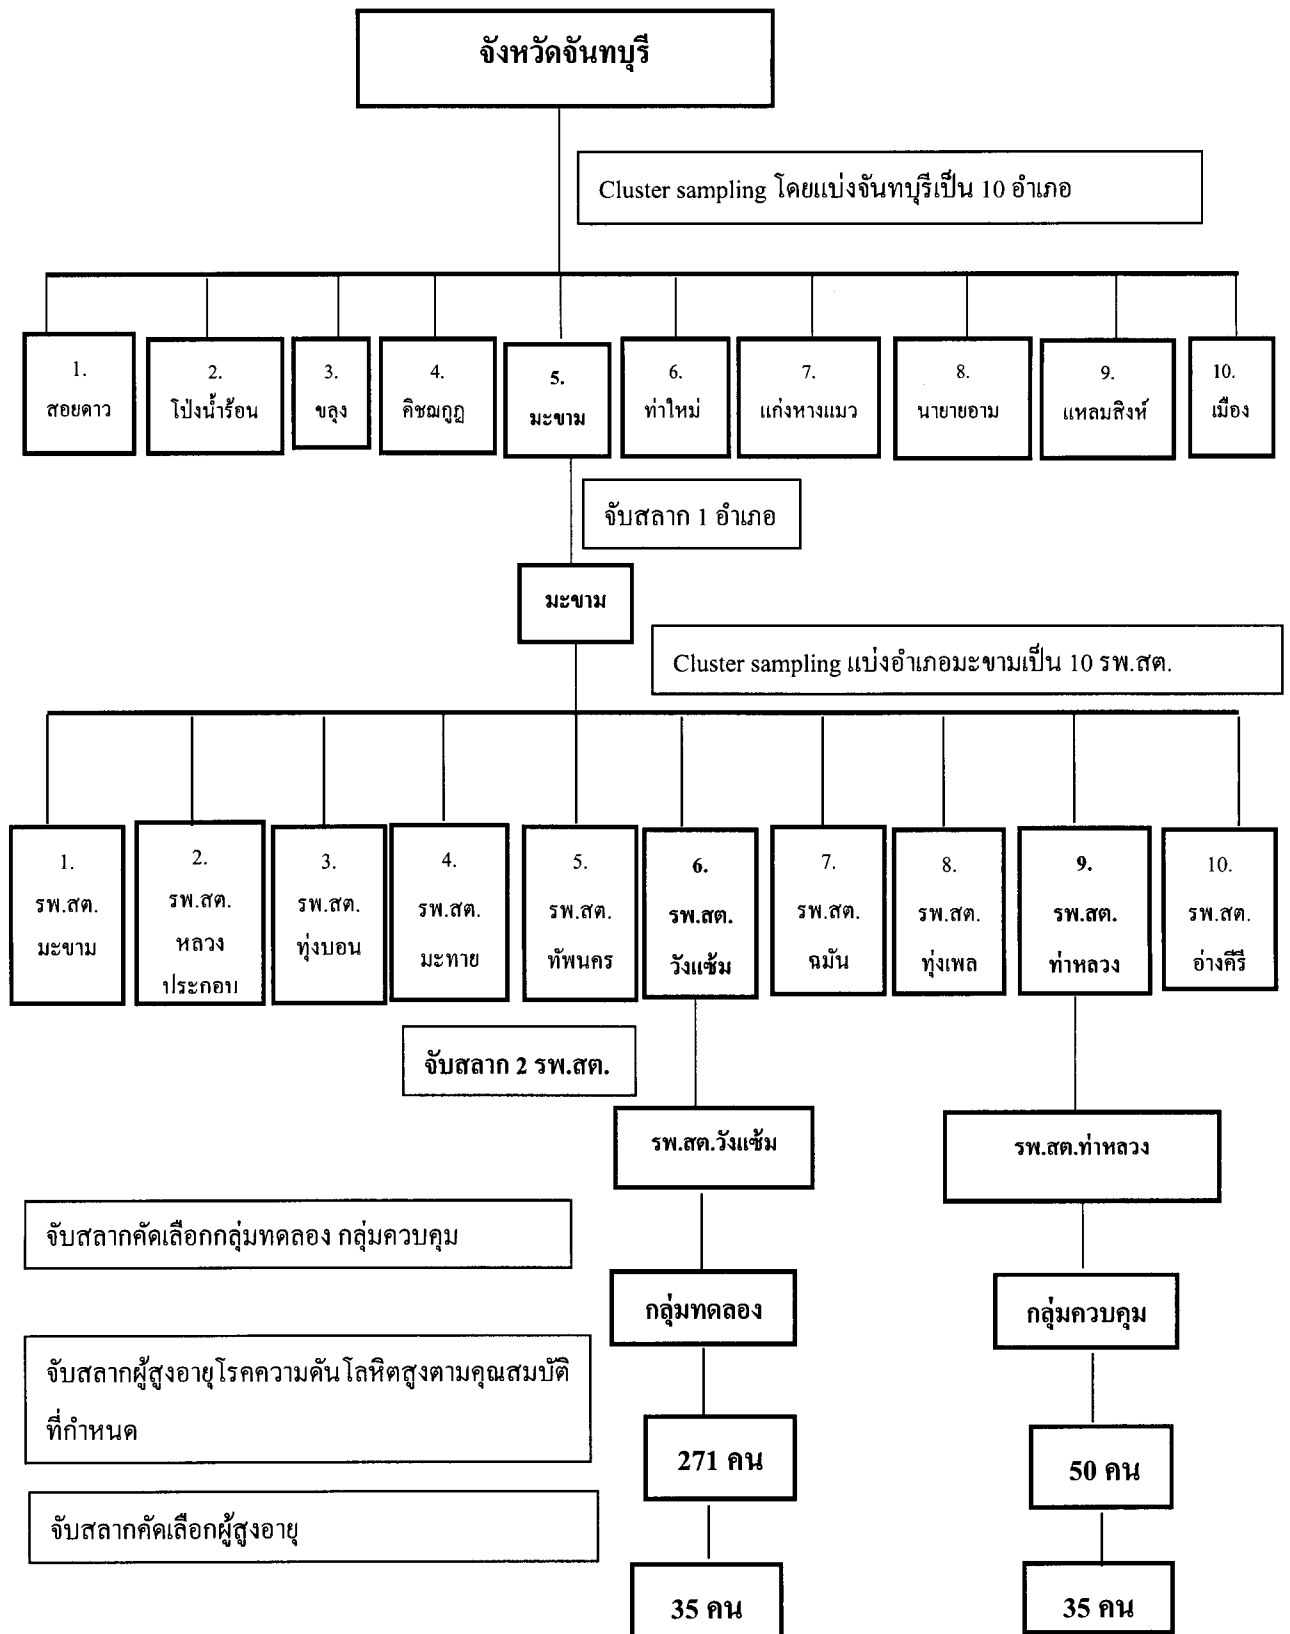 จังหวัดจันทบุรี
Cluster sampling โดยแบ่งจันทบุรีเป็น 10 อำเภอ
1.
สอยดาว
2.
โป่งน้ำร้อน
3.
ขลุง
4.
คิชฌกูฏ
5.
มะขาม
6.
ท่าใหม่
7.
แก่งหางแมว
8.
นายายอาม
9.
แหลมสิงห์
10.
เมือง
จับสลาก 1 อำเภอ
มะขาม
Cluster sampling แบ่งอำเภอมะขามเป็น 10 รพ.สต.
1.
รพ.สต.
มะขาม
2.
รพ.สต.
หลวง
ประกอบ
3.
รพ.สต.
ทุ่งบอน
4.
รพ.สต.
มะทาย
5.
รพ.สต.
ทัพนคร
6.
รพ.สต.
วังแซ้ม
7.
รพ.สต.
ฉมัน
8.
รพ.สต.
ทุ่งเพล
9.
รพ.สต.
ท่าหลวง
10.
รพ.สต.
อ่างคีรี
จับสลาก 2 รพ.สต.
รพ.สต.วังแซ้ม
รพ.สต.ท่าหลวง
จับสลากคัดเลือกกลุ่มทดลอง กลุ่มควบคุม
กลุ่มทดลอง
กลุ่มควบคุม
จับสลากผู้สูงอายุโรคความดันโลหิตสูงตามคุณสมบัติ
ที่กำหนด
271 คน
50 คน
จับสลากคัดเลือกผู้สูงอายุ
35 คน
35 คน